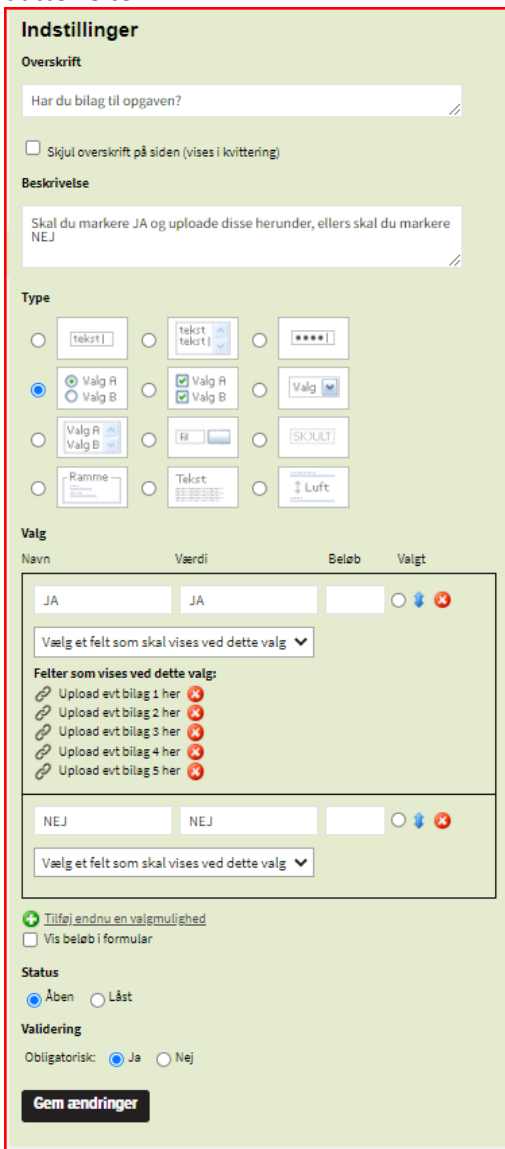 Indstillinger
Overskrift
Har du bilag til opgaven?
Skjul overskrift på siden (vises i kvittering)
Beskrivelse
Skal du markere JA og uploade disse herunder, ellers skal du markere
NEJ
Type
tekst
tekst
tekst
Valg A
Valg B
Valg A
Valg B
Valg
Valg A
Valg B
SKJULT
Ramme
Tekst
Luft
Valg
Navn Værdi Beløb Valgt
JA JA
Vælg et felt som skal vises ved dette valg
Felter som vises ved dette valg:
Upload evt bilag 1 her
Upload evt bilag 2 her
Upload evt bilag 3 her
Upload evt bilag 4 her
Upload evt bilag 5 her
NEJ NEJ
Vælg et felt som skal vises ved dette valg
Tilføj endnu en valgmulighed
Vis beløb i formular
Status
Åben Låst
Validering
Obligatorisk: Ja Nej
Gem ændringer